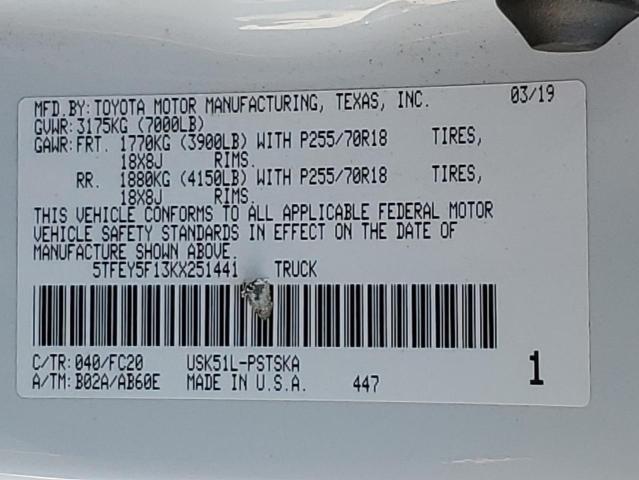 MFD.BY:TOYOTA MOTOR MANUFACTURING, TEXAS, INC. 03/19
GVWR:3175KG (7000LB)
GAWR:FRT. 1770KG (3900LB) WITH P255/70R18 TIRES,
18X8J RIMS.
RR. 1880KG (4150LB) WITH P255/70R18 TIRES,
18X8J RIMS.
THIS VEHICLE CONFORMS TO ALL APPLICABLE FEDERAL MOTOR
VEHICLE SAFETY STANDARDS IN EFFECT ON THE DATE OF
MANUFACTURE SHOWN ABOVE.
5TFEY5F13KX251441 TRUCK
C/TR:040/FC20 USK51L-PSTSKA
A/TM:B02A/AB60E MADE IN U.S.A. 447 1